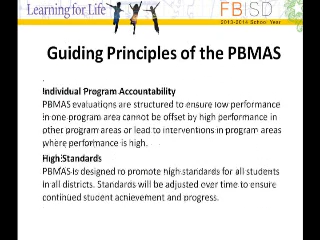 Learning for Life
FBISD
2013-2014 School Year
Guiding Principles of the PBMAS
Individual Program Accountability
PBMAS evaluations are structured to ensure low performance
in one program area cannot be offset by high performance in
other program areas or lead to interventions in program areas
where performance is high.
High Standards
PBMAS is designed to promote high standards for all students
in all districts. Standards will be adjusted over time to ensure
continued student achievement and progress.